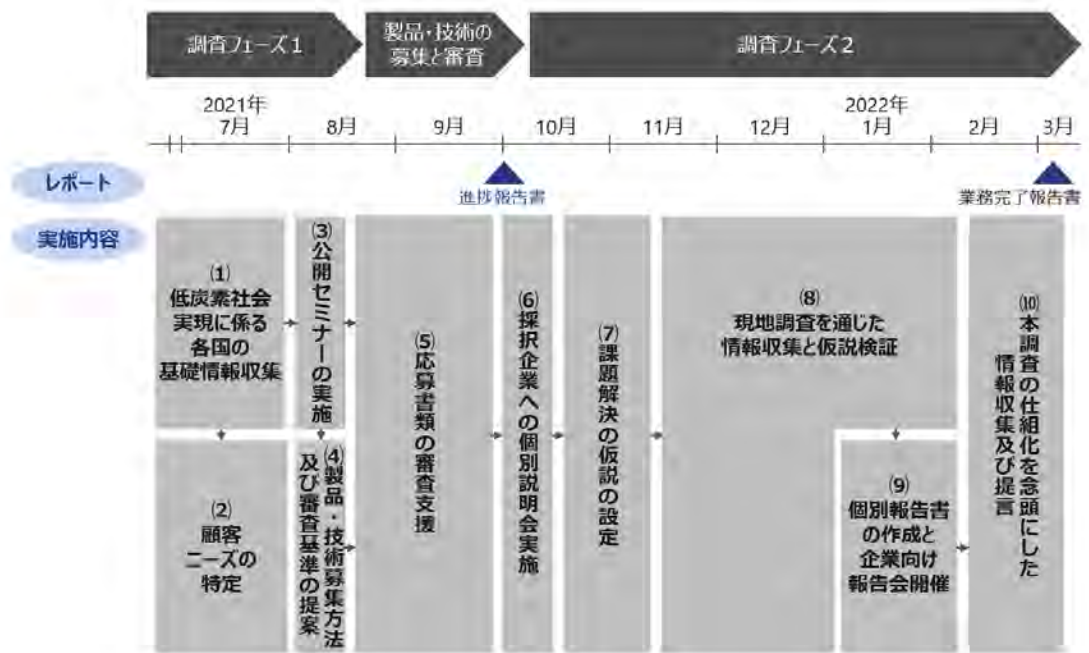 調査フェーズ1
製品・技術の
募集と審査
調査フェーズ2
2021年
7月
8月
9月
10月
11月
12月
2022年
1月
2月
3月
レポート
進捗報告書
業務完了報告書
実施内容
(1)
低炭素社会
実現に係る
各国の
基礎情報収集
(2)
顧客
ニーズの
特定
(3)公開セミナーの実施
(4)製品・技術募集方法
及び審査基準の提案
(5)応募書類の審査支援
(6)採択企業への個別説明会実施
(7)課題解決の仮説の設定
(8)
現地調査を通じた
情報収集と仮説検証
(9)
個別報告書
の作成と
企業向け
報告会開催
(10)本調査の仕組化を念頭にした
情報収集及び提言